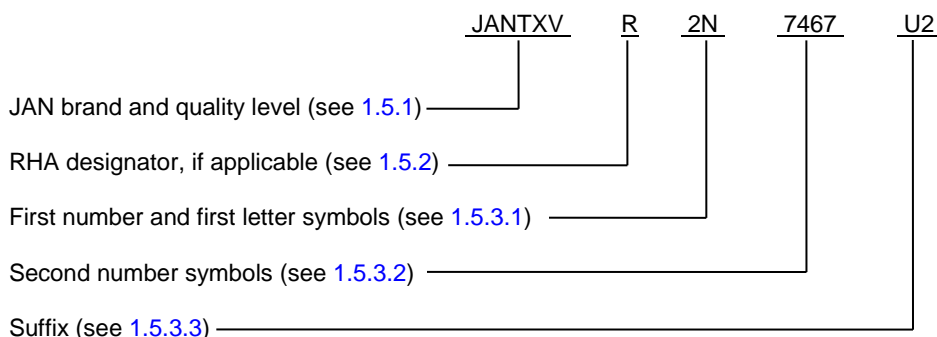 JANTXV R 2N 7467 U2
JAN brand and quality level (see 1.5.1)
RHA designator, if applicable (see 1.5.2)
First number and first letter symbols (see 1.5.3.1)
Second number symbols (see 1.5.3.2)
Suffix (see 1.5.3.3)